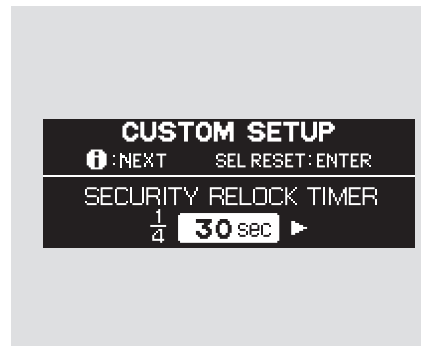 CUSTOM SETUP
i:NEXT SEL RESET:ENTER
SECURITY RELOCK TIMER
1/4 30 sec ▶